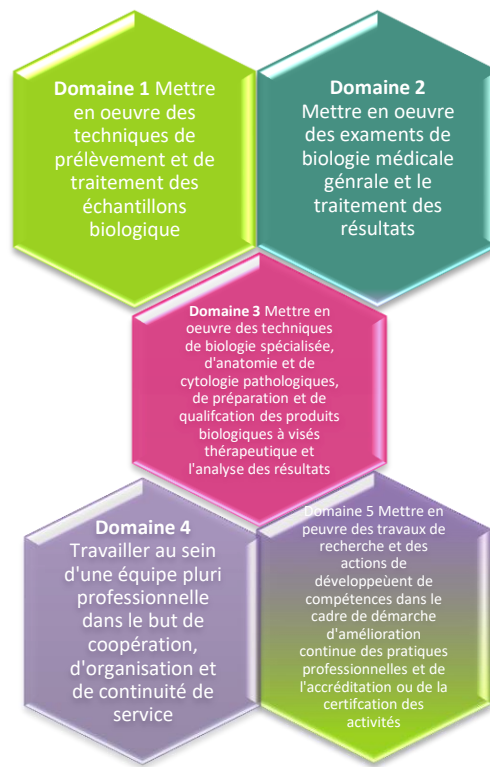 Domaine 1 Mettre
en oeuvre des
techniques de
prélèvement et de
traitement des
échantillons
biologique
Domaine 2
Mettre en oeuvre
des examents de
biologie médicale
génrale et le
traitement des
résultats
Domaine 3 Mettre en
oeuvre des techniques
de biologie spécialisée,
d'anatomie et de
cytologie pathologiques,
de préparation et de
qualifcation des produits
biologiques à visés
thérapeutique et
l'analyse des résultats
Domaine 4
Travailler au sein
d'une équipe pluri
professionnelle
dans le but de
coopération,
d'organisation et
de continuité de
service
Domaine 5 Mettre en
peuvre des travaux de
recherche et des
actions de
développeùent de
compétences dans le
cadre de démarche
d'amélioration
continue des pratiques
professionnelles et de
l'accréditation ou de la
certifcation des
activités